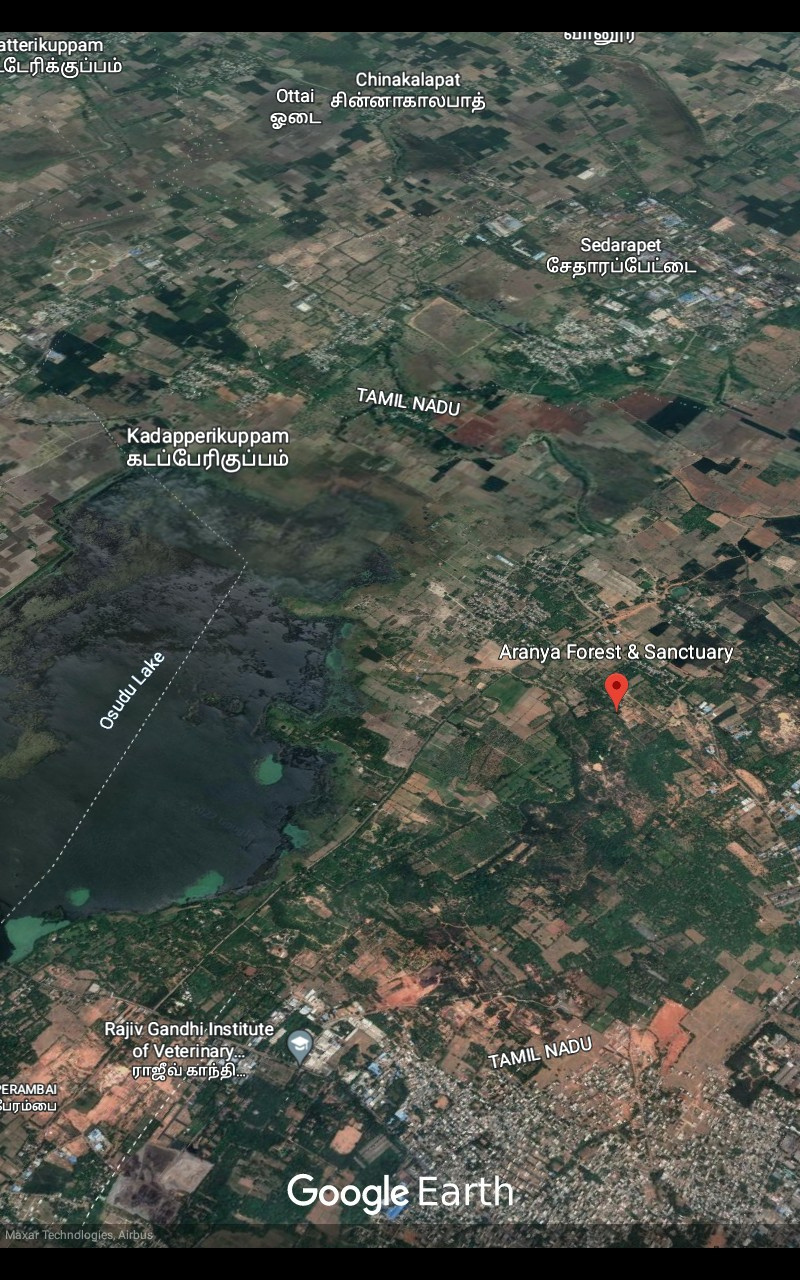 வானூர்
atterikuppam
டேரிக்குப்பம்
Chinakalapat
சின்னாகாலபாத்
Ottai
ஓடை
Sedarapet
சேதாரப்பேட்டை
TAMIL NADU
Kadapperikuppam
கடப்பேரிகுப்பம்
Osudu Lake
Aranya Forest & Sanctuary
Rajiv Gandhi Institute
of Veterinary...
ராஜீவ் காந்தி...
TAMIL NADU
PERAMBAI
பேரம்பை
Google Earth
Maxar Technologies, Airbus